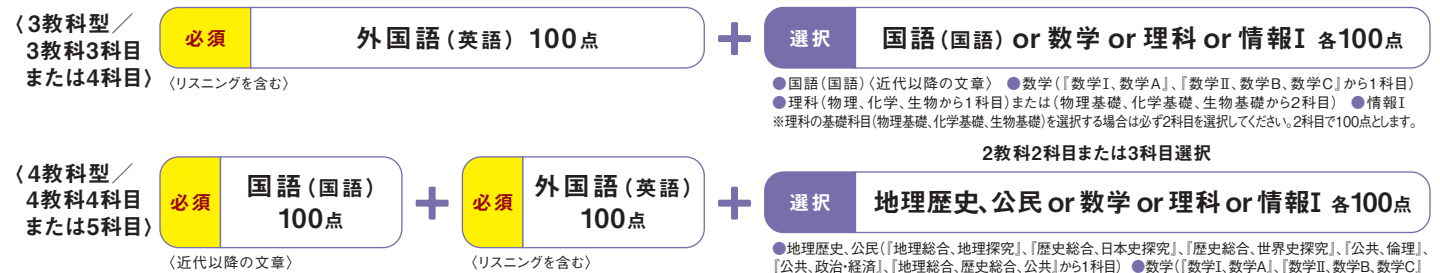 〈3教科型／
3教科3科目
または4科目〉
必須 外国語(英語) 100点
〈リスニングを含む〉
+
選択 国語(国語) or 数学 or 理科 or 情報I 各100点
●国語(国語)〈近代以降の文章〉 ●数学(『数学I、数学A』、『数学II、数学B、数学C』から1科目)
●理科(物理、化学、生物から1科目)または(物理基礎、化学基礎、生物基礎から2科目) ●情報I
※理科の基礎科目(物理基礎、化学基礎、生物基礎)を選択する場合は必ず2科目を選択してください。2科目で100点とします。
〈4教科型／
4教科4科目
または5科目〉
必須 国語(国語)
100点
〈近代以降の文章〉
+
必須 外国語(英語)
100点
〈リスニングを含む〉
+
2教科2科目または3科目選択
選択 地理歴史、公民 or 数学 or 理科 or 情報I 各100点
●地理歴史、公民(『地理総合、地理探究』、『歴史総合、日本史探究』、『歴史総合、世界史探究』、『公共、倫理』、
『公共、政治・経済』、『地理総合、歴史総合、公共』から1科目) ●数学(『数学I、数学A』、『数学II、数学B、数学C』